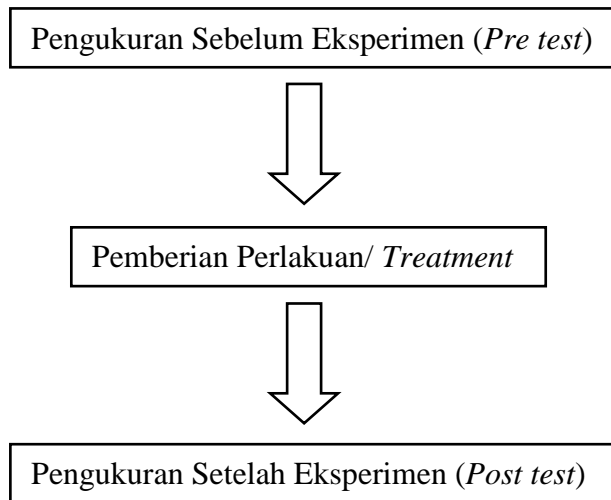 Pengukuran Sebelum Eksperimen (Pre test)
Pemberian Perlakuan/ Treatment
Pengukuran Setelah Eksperimen (Post test)